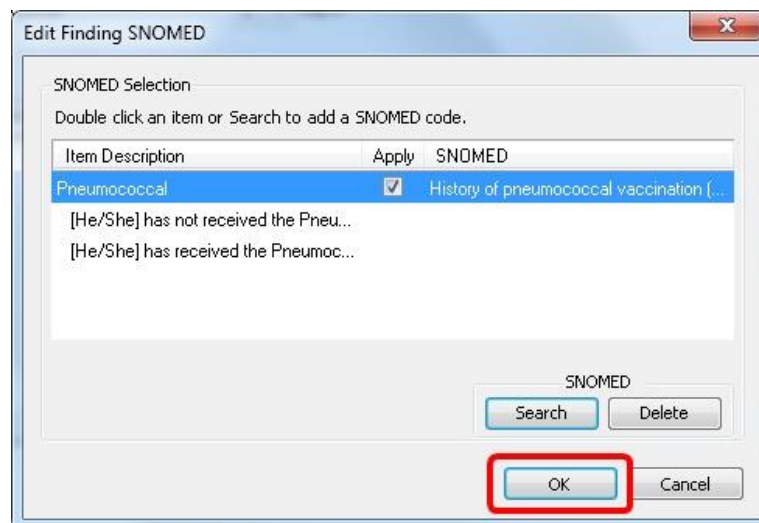 Edit Finding SNOMED
SNOMED Selection
Double click an item or Search to add a SNOMED code.
Item Description Apply SNOMED
Pneumococcal History of pneumococcal vaccination (...
[He/She] has not received the Pneu...
[He/She] has received the Pneumoc...
SNOMED
Search Delete
OK Cancel